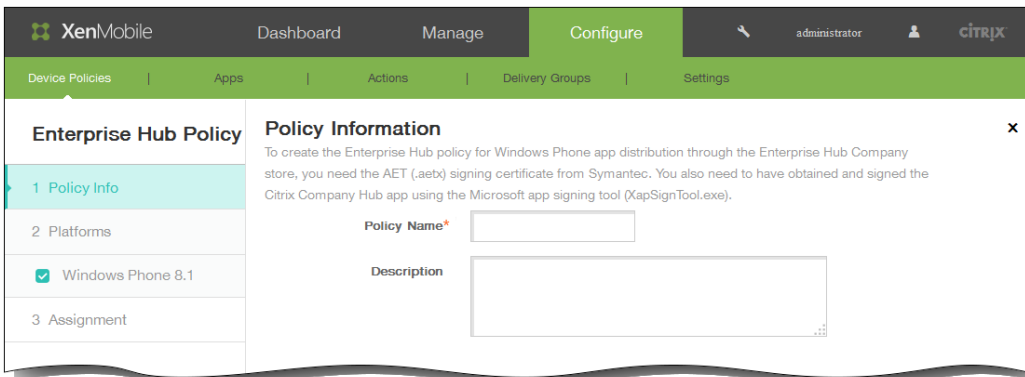 XenMobile Dashboard Manage Configure administrator CITRIX
Device Policies | Apps | Actions | Delivery Groups | Settings
Enterprise Hub Policy
1 Policy Info
2 Platforms
Windows Phone 8.1
3 Assignment
Policy Information
To create the Enterprise Hub policy for Windows Phone app distribution through the Enterprise Hub Company
store, you need the AET (.aetx) signing certificate from Symantec. You also need to have obtained and signed the
Citrix Company Hub app using the Microsoft app signing tool (XapSignTool.exe).
Policy Name*
Description